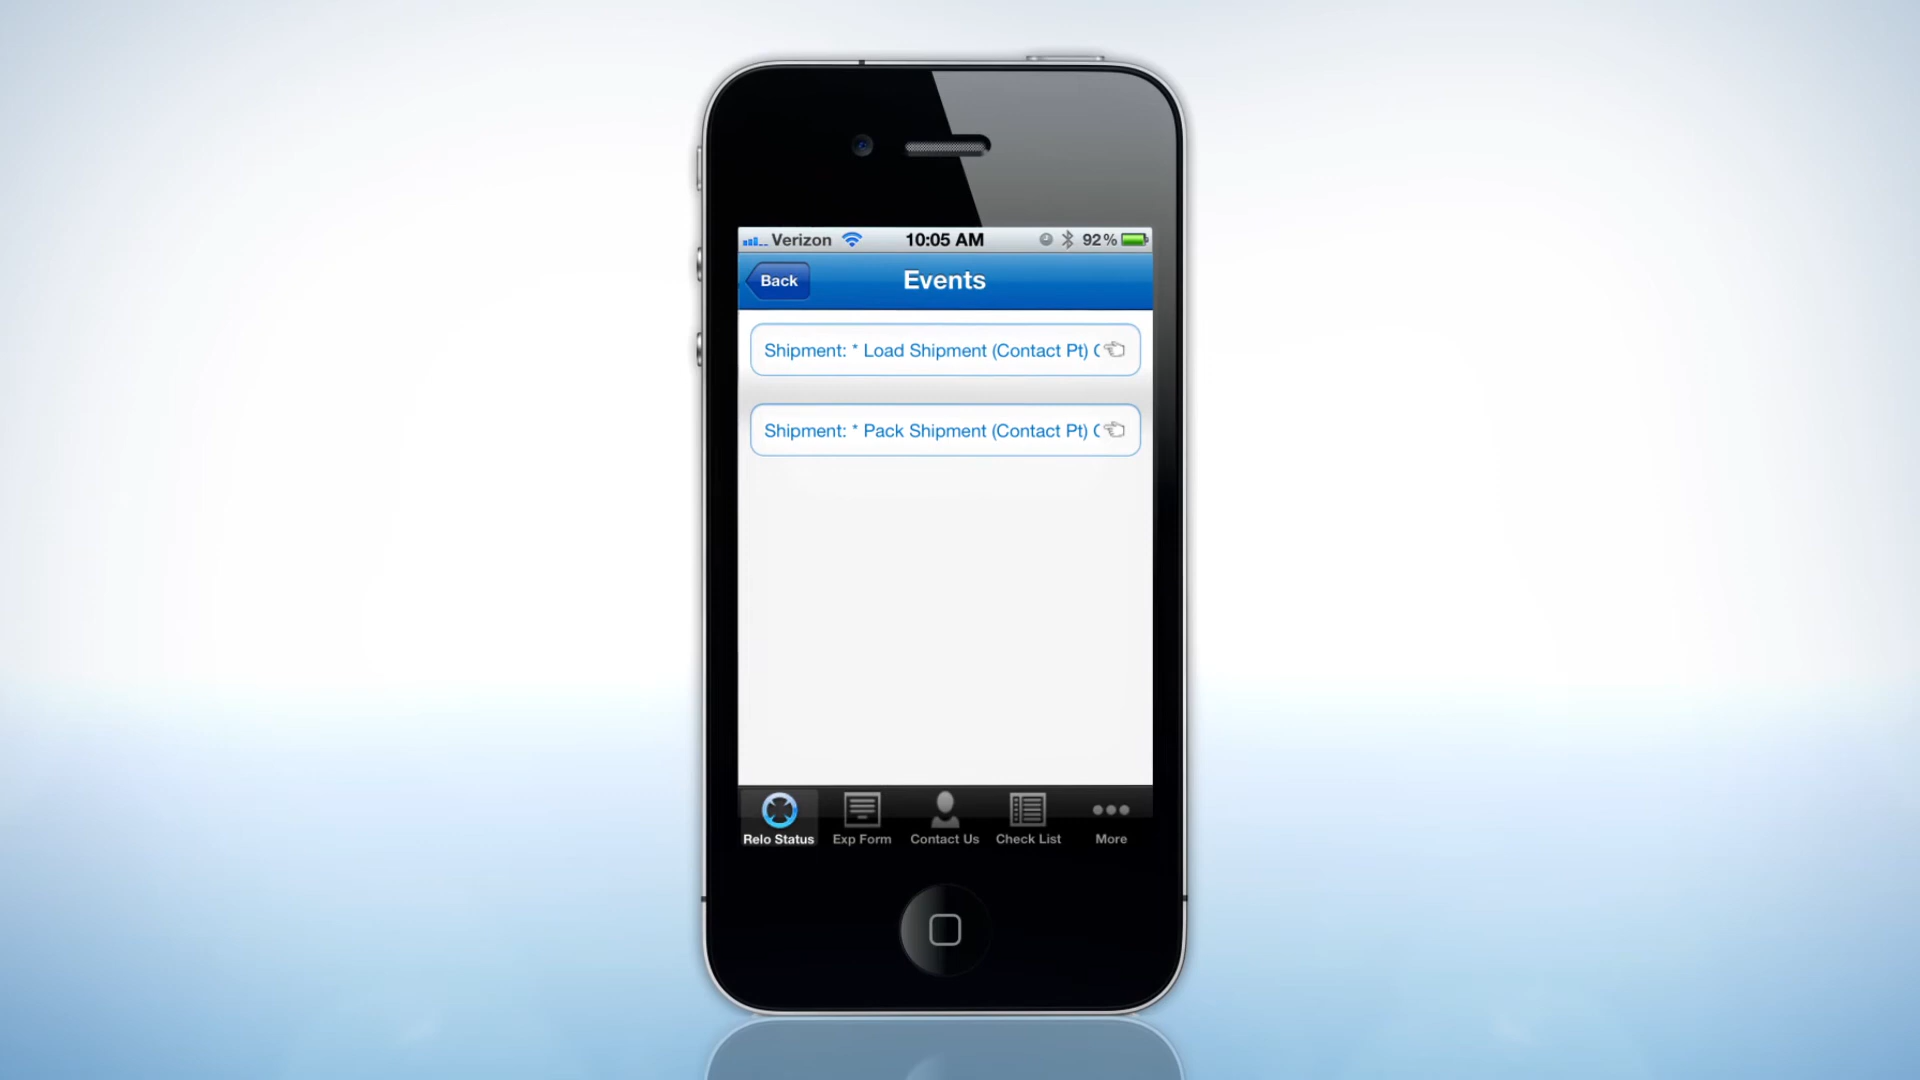 Verizon 10:05 AM 92%
Back Events
Shipment: * Load Shipment (Contact Pt)
Shipment: * Pack Shipment (Contact Pt)
Relo Status Exp Form Contact Us Check List More